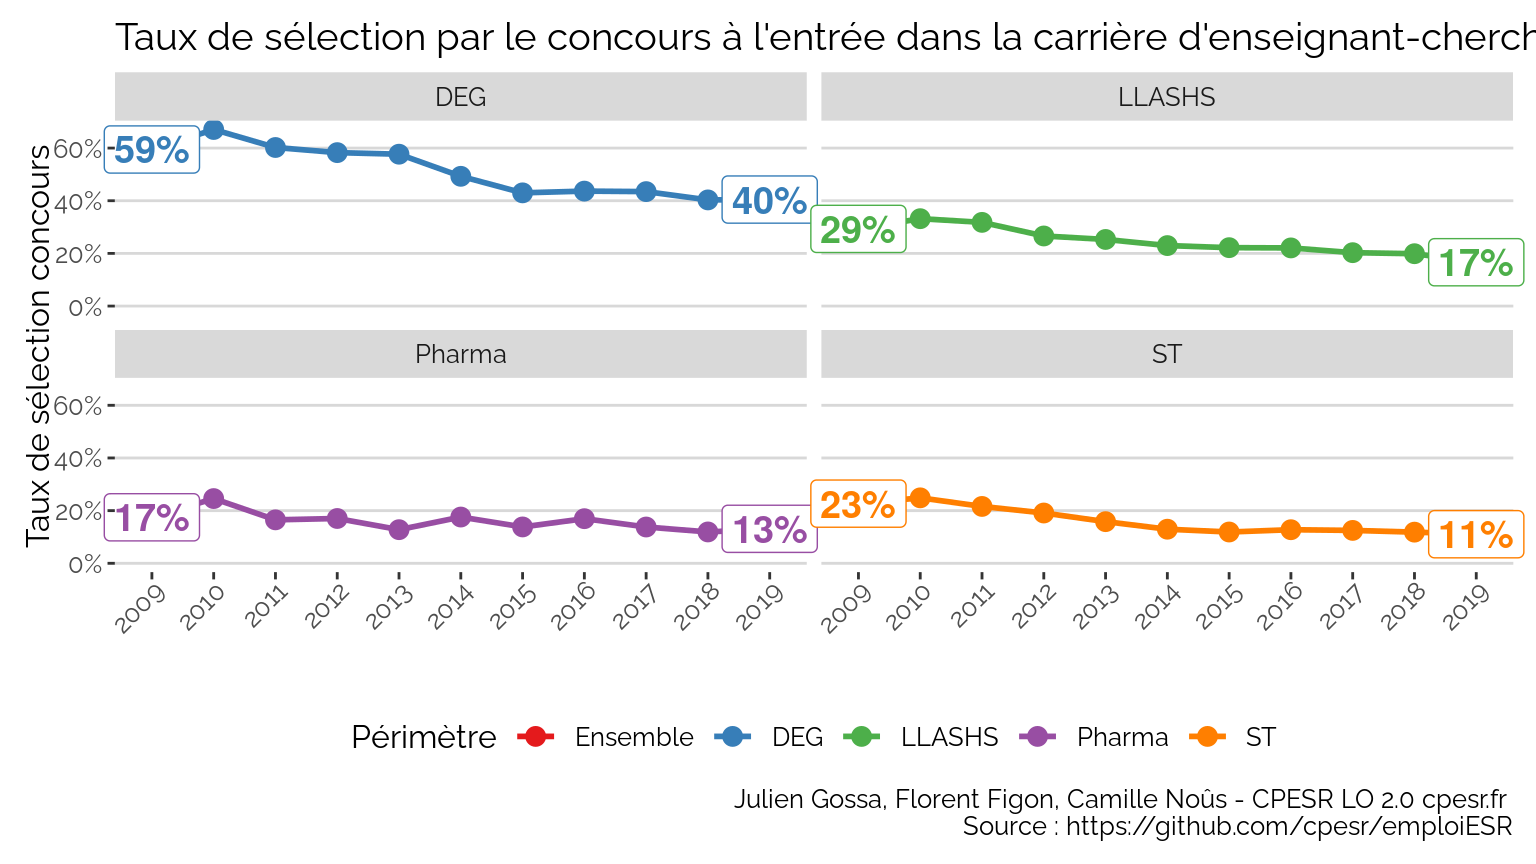 Taux de sélection par le concours à l'entrée dans la carrière d'enseignant-cherch
DEG
LLASHS
Taux de sélection concours
60%
40%
20%
0%
59%
40%
29%
17%
Pharma
ST
60%
40%
20%
0%
17%
13%
23%
11%
2009 2010 2011 2012 2013 2014 2015 2016 2017 2018 2019
2009 2010 2011 2012 2013 2014 2015 2016 2017 2018 2019
Périmètre Ensemble DEG LLASHS Pharma ST
Julien Gossa, Florent Figon, Camille Noûs - CPESR LO 2.0 cpesr.fr
Source : https://github.com/cpesr/emploiESR